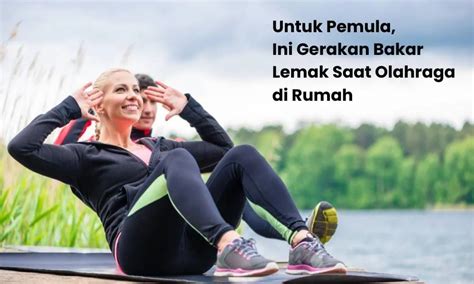 Untuk Pemula,
Ini Gerakan Bakar
Lemak Saat Olahraga
di Rumah